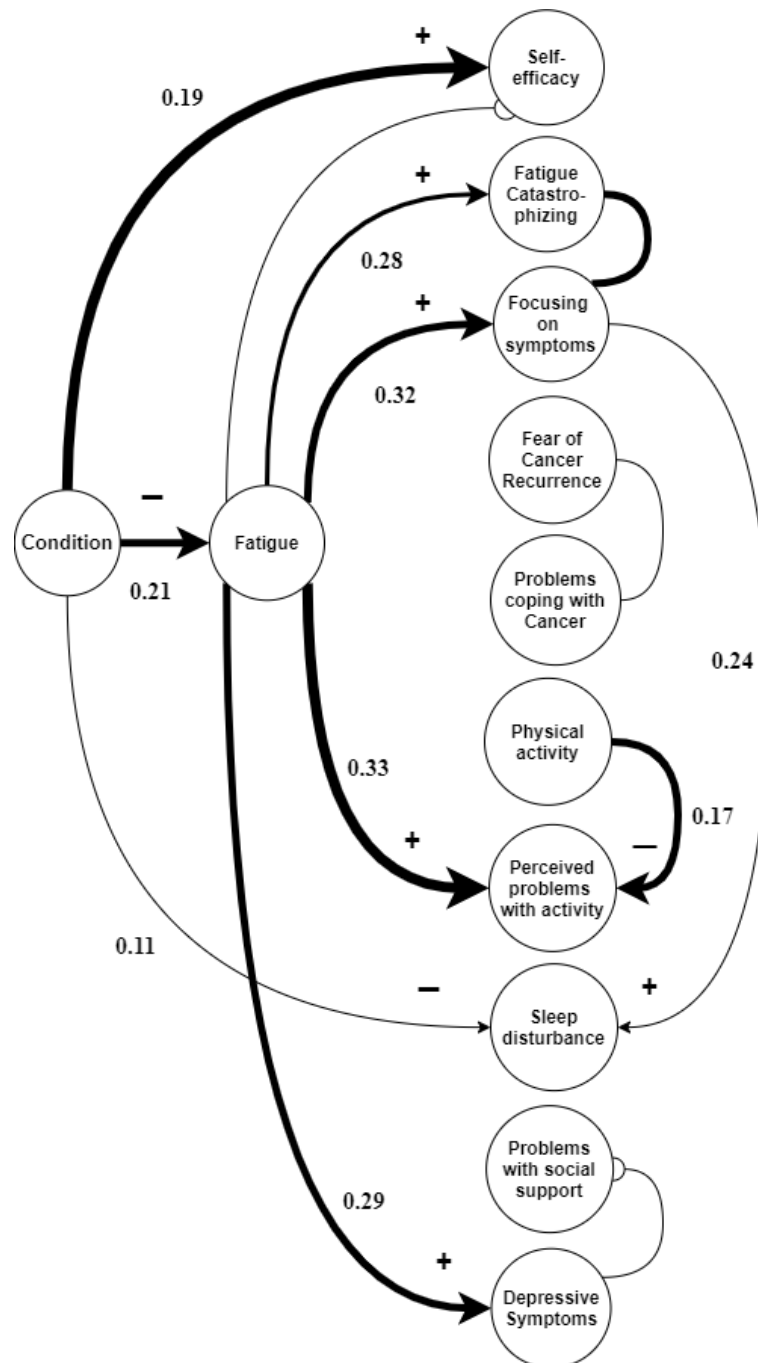 +
Self-
efficacy
0.19
+
Fatigue
Catastro-
phizing
0.28
+
Focusing
on
symptoms
0.32
Fear of
Cancer
Recurrence
−
Condition
Fatigue
0.21
Problems
coping with
Cancer
0.24
Physical
activity
0.33
0.17
+
−
Perceived
problems
with activity
0.11
−
+
Sleep
disturbance
Problems
with social
support
0.29
+
Depressive
Symptoms